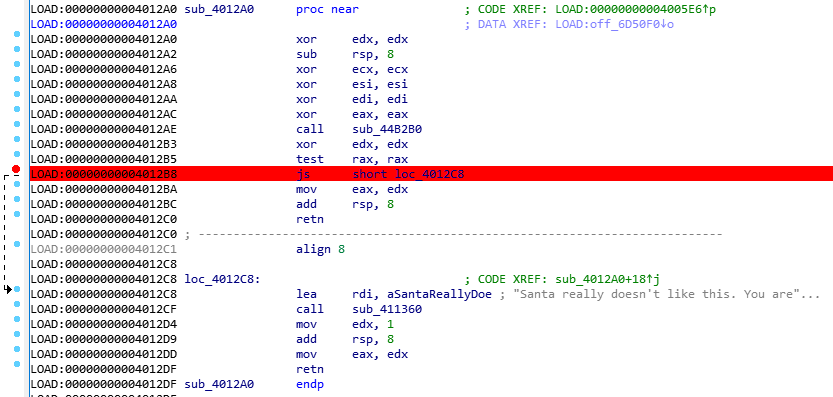 LOAD:00000000004012A0 sub_4012A0 proc near ; CODE XREF: LOAD:00000000004005E6↑p
LOAD:00000000004012A0 ; DATA XREF: LOAD:off_6D50F0↓o
LOAD:00000000004012A0 xor edx, edx
LOAD:00000000004012A2 sub rsp, 8
LOAD:00000000004012A6 xor ecx, ecx
LOAD:00000000004012A8 xor esi, esi
LOAD:00000000004012AA xor edi, edi
LOAD:00000000004012AC xor eax, eax
LOAD:00000000004012AE call sub_44B2B0
LOAD:00000000004012B3 xor edx, edx
LOAD:00000000004012B5 test rax, rax
LOAD:00000000004012B8 js short loc_4012C8
LOAD:00000000004012BA mov eax, edx
LOAD:00000000004012BC add rsp, 8
LOAD:00000000004012C0 retn
LOAD:00000000004012C0 ; ---------------------------------------------------------------------------
LOAD:00000000004012C1 align 8
LOAD:00000000004012C8
LOAD:00000000004012C8 loc_4012C8: ; CODE XREF: sub_4012A0+18↑j
LOAD:00000000004012C8 lea rdi, aSantaReallyDoe ; "Santa really doesn't like this. You are"...
LOAD:00000000004012CF call sub_411360
LOAD:00000000004012D4 mov edx, 1
LOAD:00000000004012D9 add rsp, 8
LOAD:00000000004012DD mov eax, edx
LOAD:00000000004012DF retn
LOAD:00000000004012DF sub_4012A0 endp